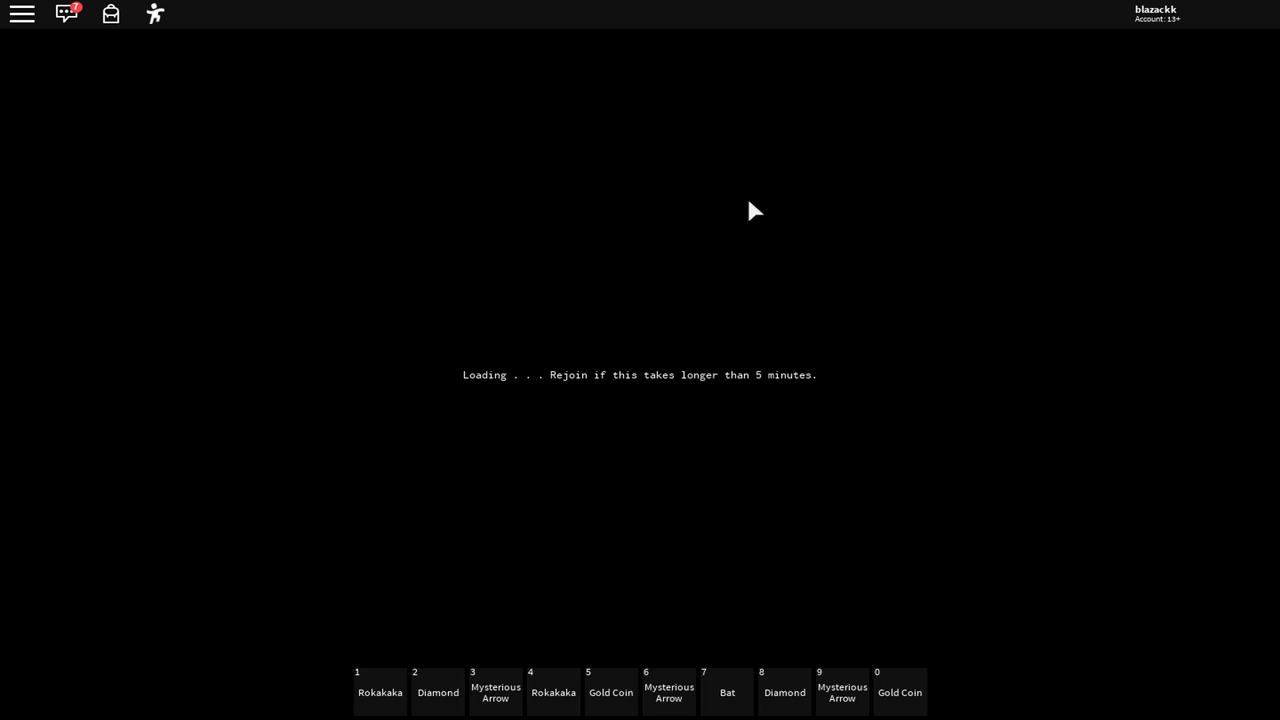 7
blazackk
Account: 13+
Loading . . . Rejoin if this takes longer than 5 minutes.
1 2 3 4 5 6 7 8 9 0
Rokakaka Diamond Mysterious Arrow Rokakaka Gold Coin Mysterious Arrow Bat Diamond Mysterious Arrow Gold Coin